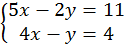 5x − 2y = 11
4x − y = 4